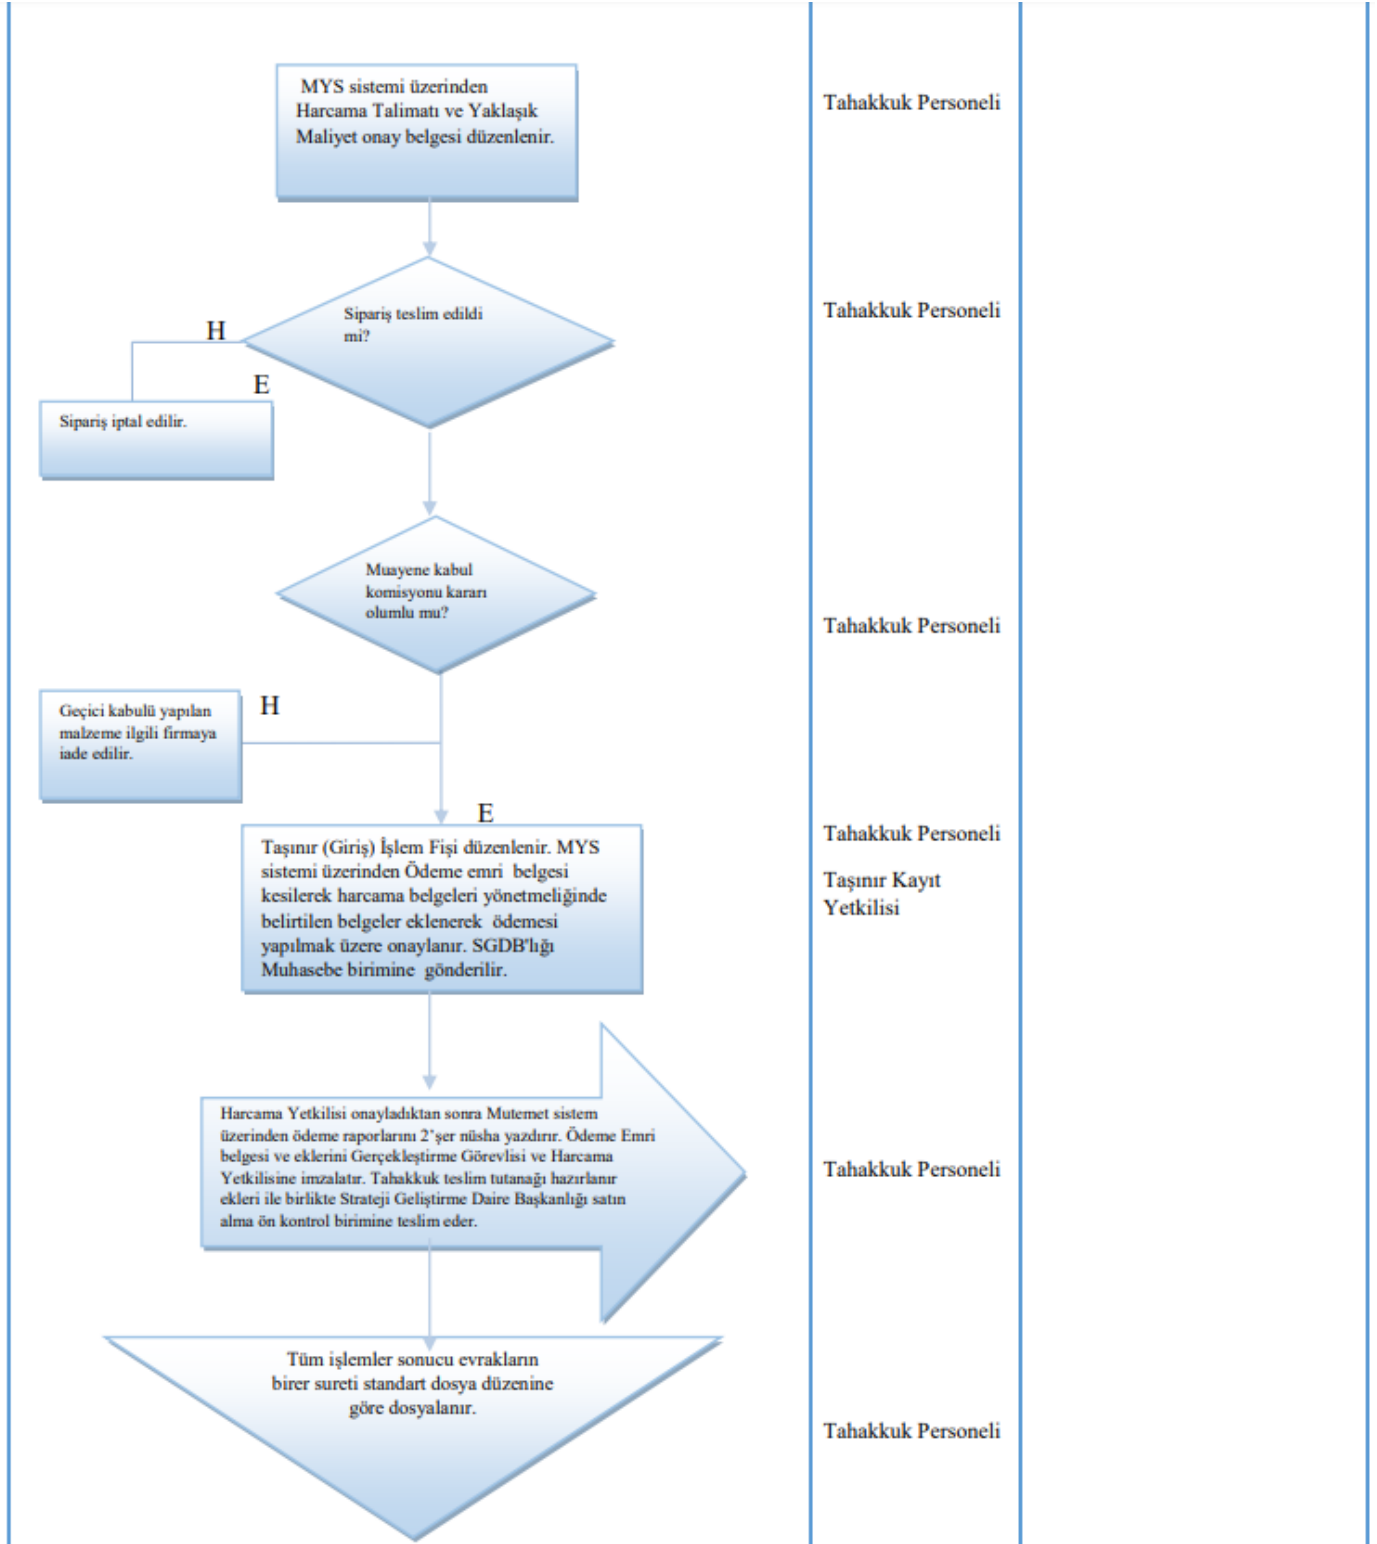 MYS sistemi üzerinden
Harcama Talimatı ve Yaklaşık
Maliyet onay belgesi düzenlenir.
Tahakkuk Personeli
Sipariş teslim edildi
mi?
Tahakkuk Personeli
H
E
Sipariş iptal edilir.
Muayene kabul
komisyonu kararı
olumlu mu?
Tahakkuk Personeli
H
Geçici kabulü yapılan
malzeme ilgili firmaya
iade edilir.
E
Taşınır (Giriş) İşlem Fişi düzenlenir. MYS
sistemi üzerinden Ödeme emri belgesi
kesilerek harcama belgeleri yönetmeliğinde
belirtilen belgeler eklenerek ödemesi
yapılmak üzere onaylanır. SGDB'lığı
Muhasebe birimine gönderilir.
Tahakkuk Personeli
Taşınır Kayıt
Yetkilisi
Harcama Yetkilisi onayladıktan sonra Mutemet sistem
üzerinden ödeme raporlarını 2'şer nüsha yazdırır. Ödeme Emri
belgesi ve eklerini Gerçekleştirme Görevlisi ve Harcama
Yetkilisine imzalatır. Tahakkuk teslim tutanağı hazırlanır
ekleri ile birlikte Strateji Geliştirme Daire Başkanlığı satın
alma ön kontrol birimine teslim eder.
Tahakkuk Personeli
Tüm işlemler sonucu evrakların
birer sureti standart dosya düzenine
göre dosyalanır.
Tahakkuk Personeli